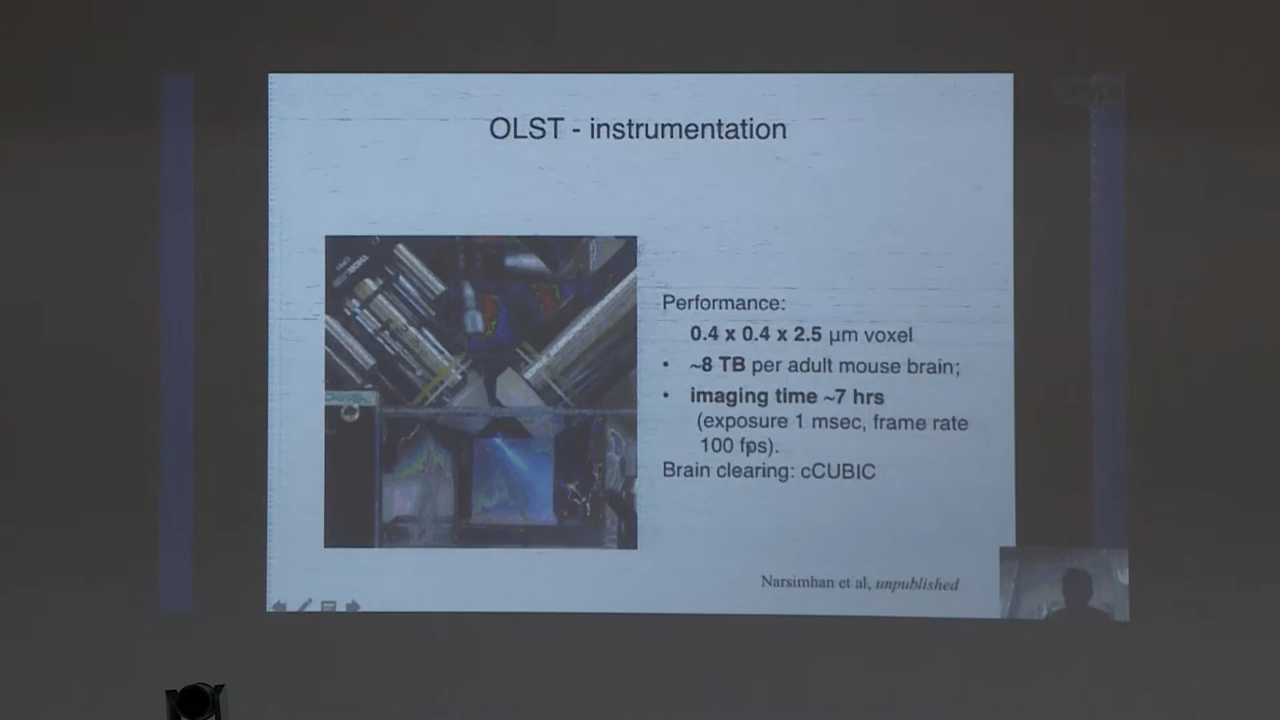 OLST - instrumentation
Performance:
0.4 x 0.4 x 2.5 µm voxel
• ~8 TB per adult mouse brain;
• imaging time ~7 hrs
(exposure 1 msec, frame rate
100 fps).
Brain clearing: cCUBIC
Narsimhan et al, unpublished